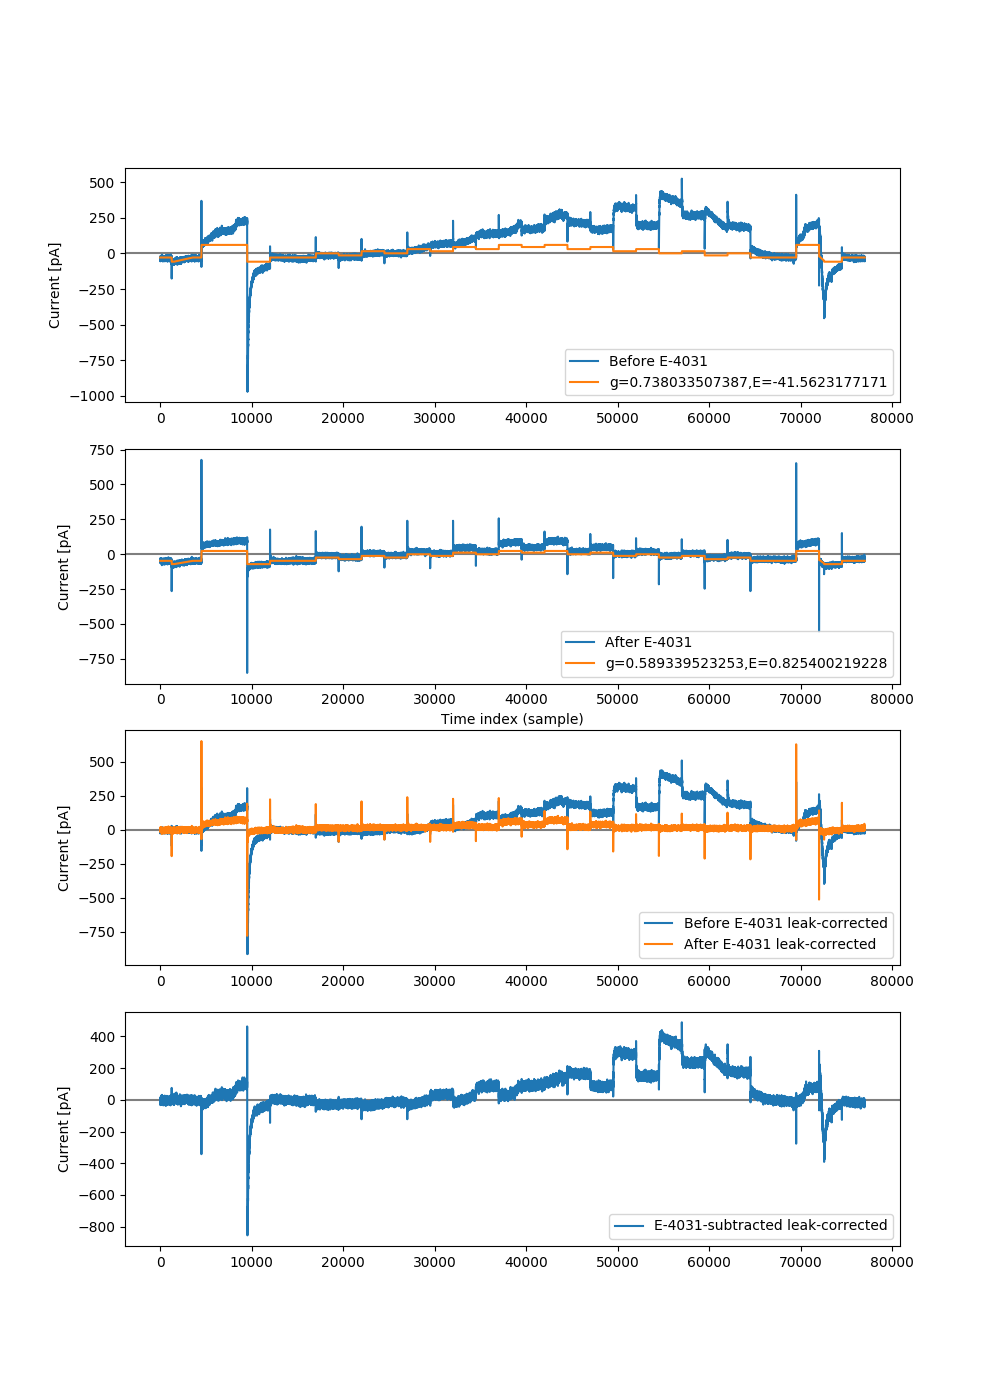 500
250
0
−250
−500
−750
−1000
Current [pA]
Before E-4031
g=0.738033507387,E=-41.5623177171
0 10000 20000 30000 40000 50000 60000 70000 80000
750
500
250
0
−250
−500
−750
Current [pA]
After E-4031
g=0.589339523253,E=0.825400219228
0 10000 20000 30000 40000 50000 60000 70000 80000
Time index (sample)
500
250
0
−250
−500
−750
Current [pA]
Before E-4031 leak-corrected
After E-4031 leak-corrected
0 10000 20000 30000 40000 50000 60000 70000 80000
400
200
0
−200
−400
−600
−800
Current [pA]
E-4031-subtracted leak-corrected
0 10000 20000 30000 40000 50000 60000 70000 80000